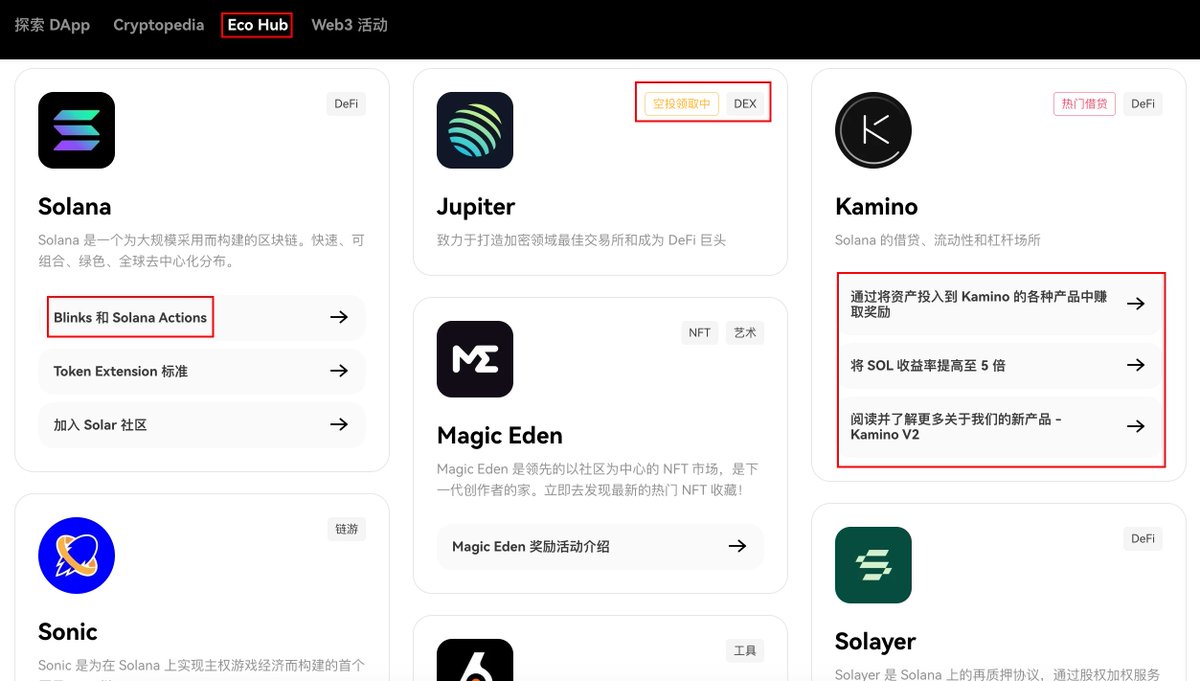 探索 DApp
Cryptopedia
Eco Hub
Web3 活动
DeFi
Solana
Solana 是一个为大规模采用而构建的区块链。快速、可
组合、绿色、全球去中心化分布。
Blinks 和 Solana Actions
Token Extension 标准
加入 Solar 社区
链游
Sonic
Sonic 是为在 Solana 上实现主权游戏经济而构建的首个
空投领取中
DEX
Jupiter
致力于打造加密领域最佳交易所和成为 DeFi 巨头
NFT
艺术
Magic Eden
Magic Eden 是领先的以社区为中心的 NFT 市场，是下
一代创作者的家。立即去发现最新的热门 NFT 收藏！
Magic Eden 奖励活动介绍
工具
热门借贷
DeFi
Kamino
Solana 的借贷、流动性和杠杆场所
通过将资产投入到 Kamino 的各种产品中赚
取奖励
将 SOL 收益率提高至 5 倍
阅读并了解更多关于我们的新产品 -
Kamino V2
DeFi
Solayer
Solayer 是 Solana 上的再质押协议，通过股权加权服务